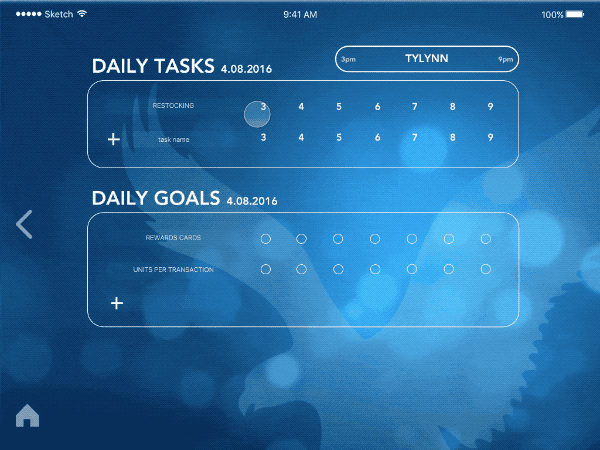 Sketch 9:41 AM 100%
3pm TYLYNN 9pm
DAILY TASKS 4.08.2016
RESTOCKING 3 4 5 6 7 8 9
+ task name 3 4 5 6 7 8 9
DAILY GOALS 4.08.2016
REWARDS CARDS
UNITS PER TRANSACTION
+